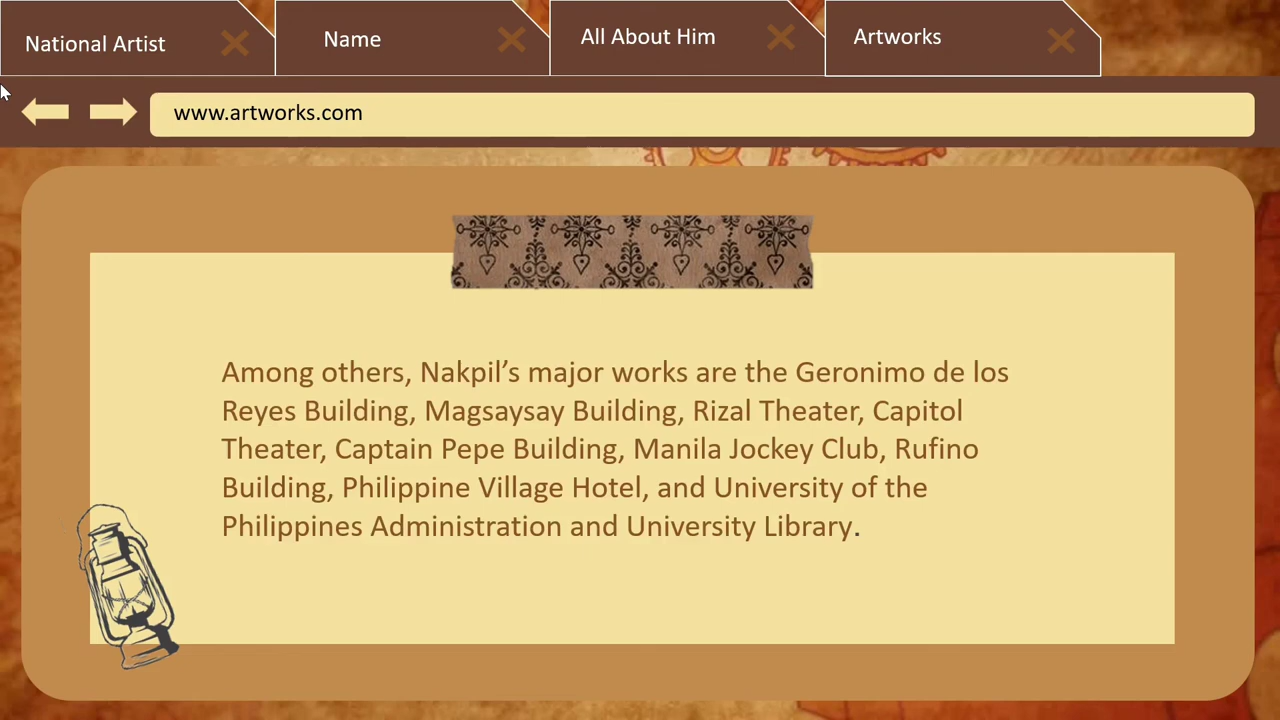 National Artist
Name
All About Him
Artworks
www.artworks.com
Among others, Nakpil’s major works are the Geronimo de los
Reyes Building, Magsaysay Building, Rizal Theater, Capitol
Theater, Captain Pepe Building, Manila Jockey Club, Rufino
Building, Philippine Village Hotel, and University of the
Philippines Administration and University Library.